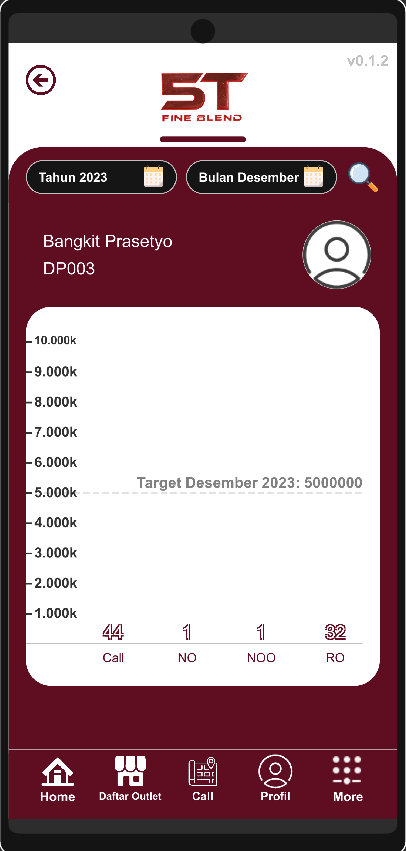 v0.1.2
5T
FINE BLEND
Tahun 2023
Bulan Desember
Bangkit Prasetyo
DP003
10.000k
9.000k
8.000k
7.000k
6.000k
Target Desember 2023: 5000000
5.000k
4.000k
3.000k
2.000k
1.000k
44 1 1 32
Call NO NOO RO
Home Daftar Outlet Call Profil More